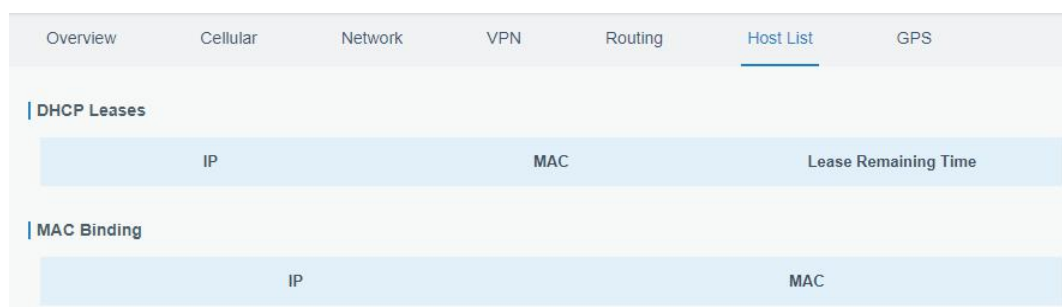 Overview Cellular Network VPN Routing Host List GPS
DHCP Leases
IP MAC Lease Remaining Time
MAC Binding
IP MAC